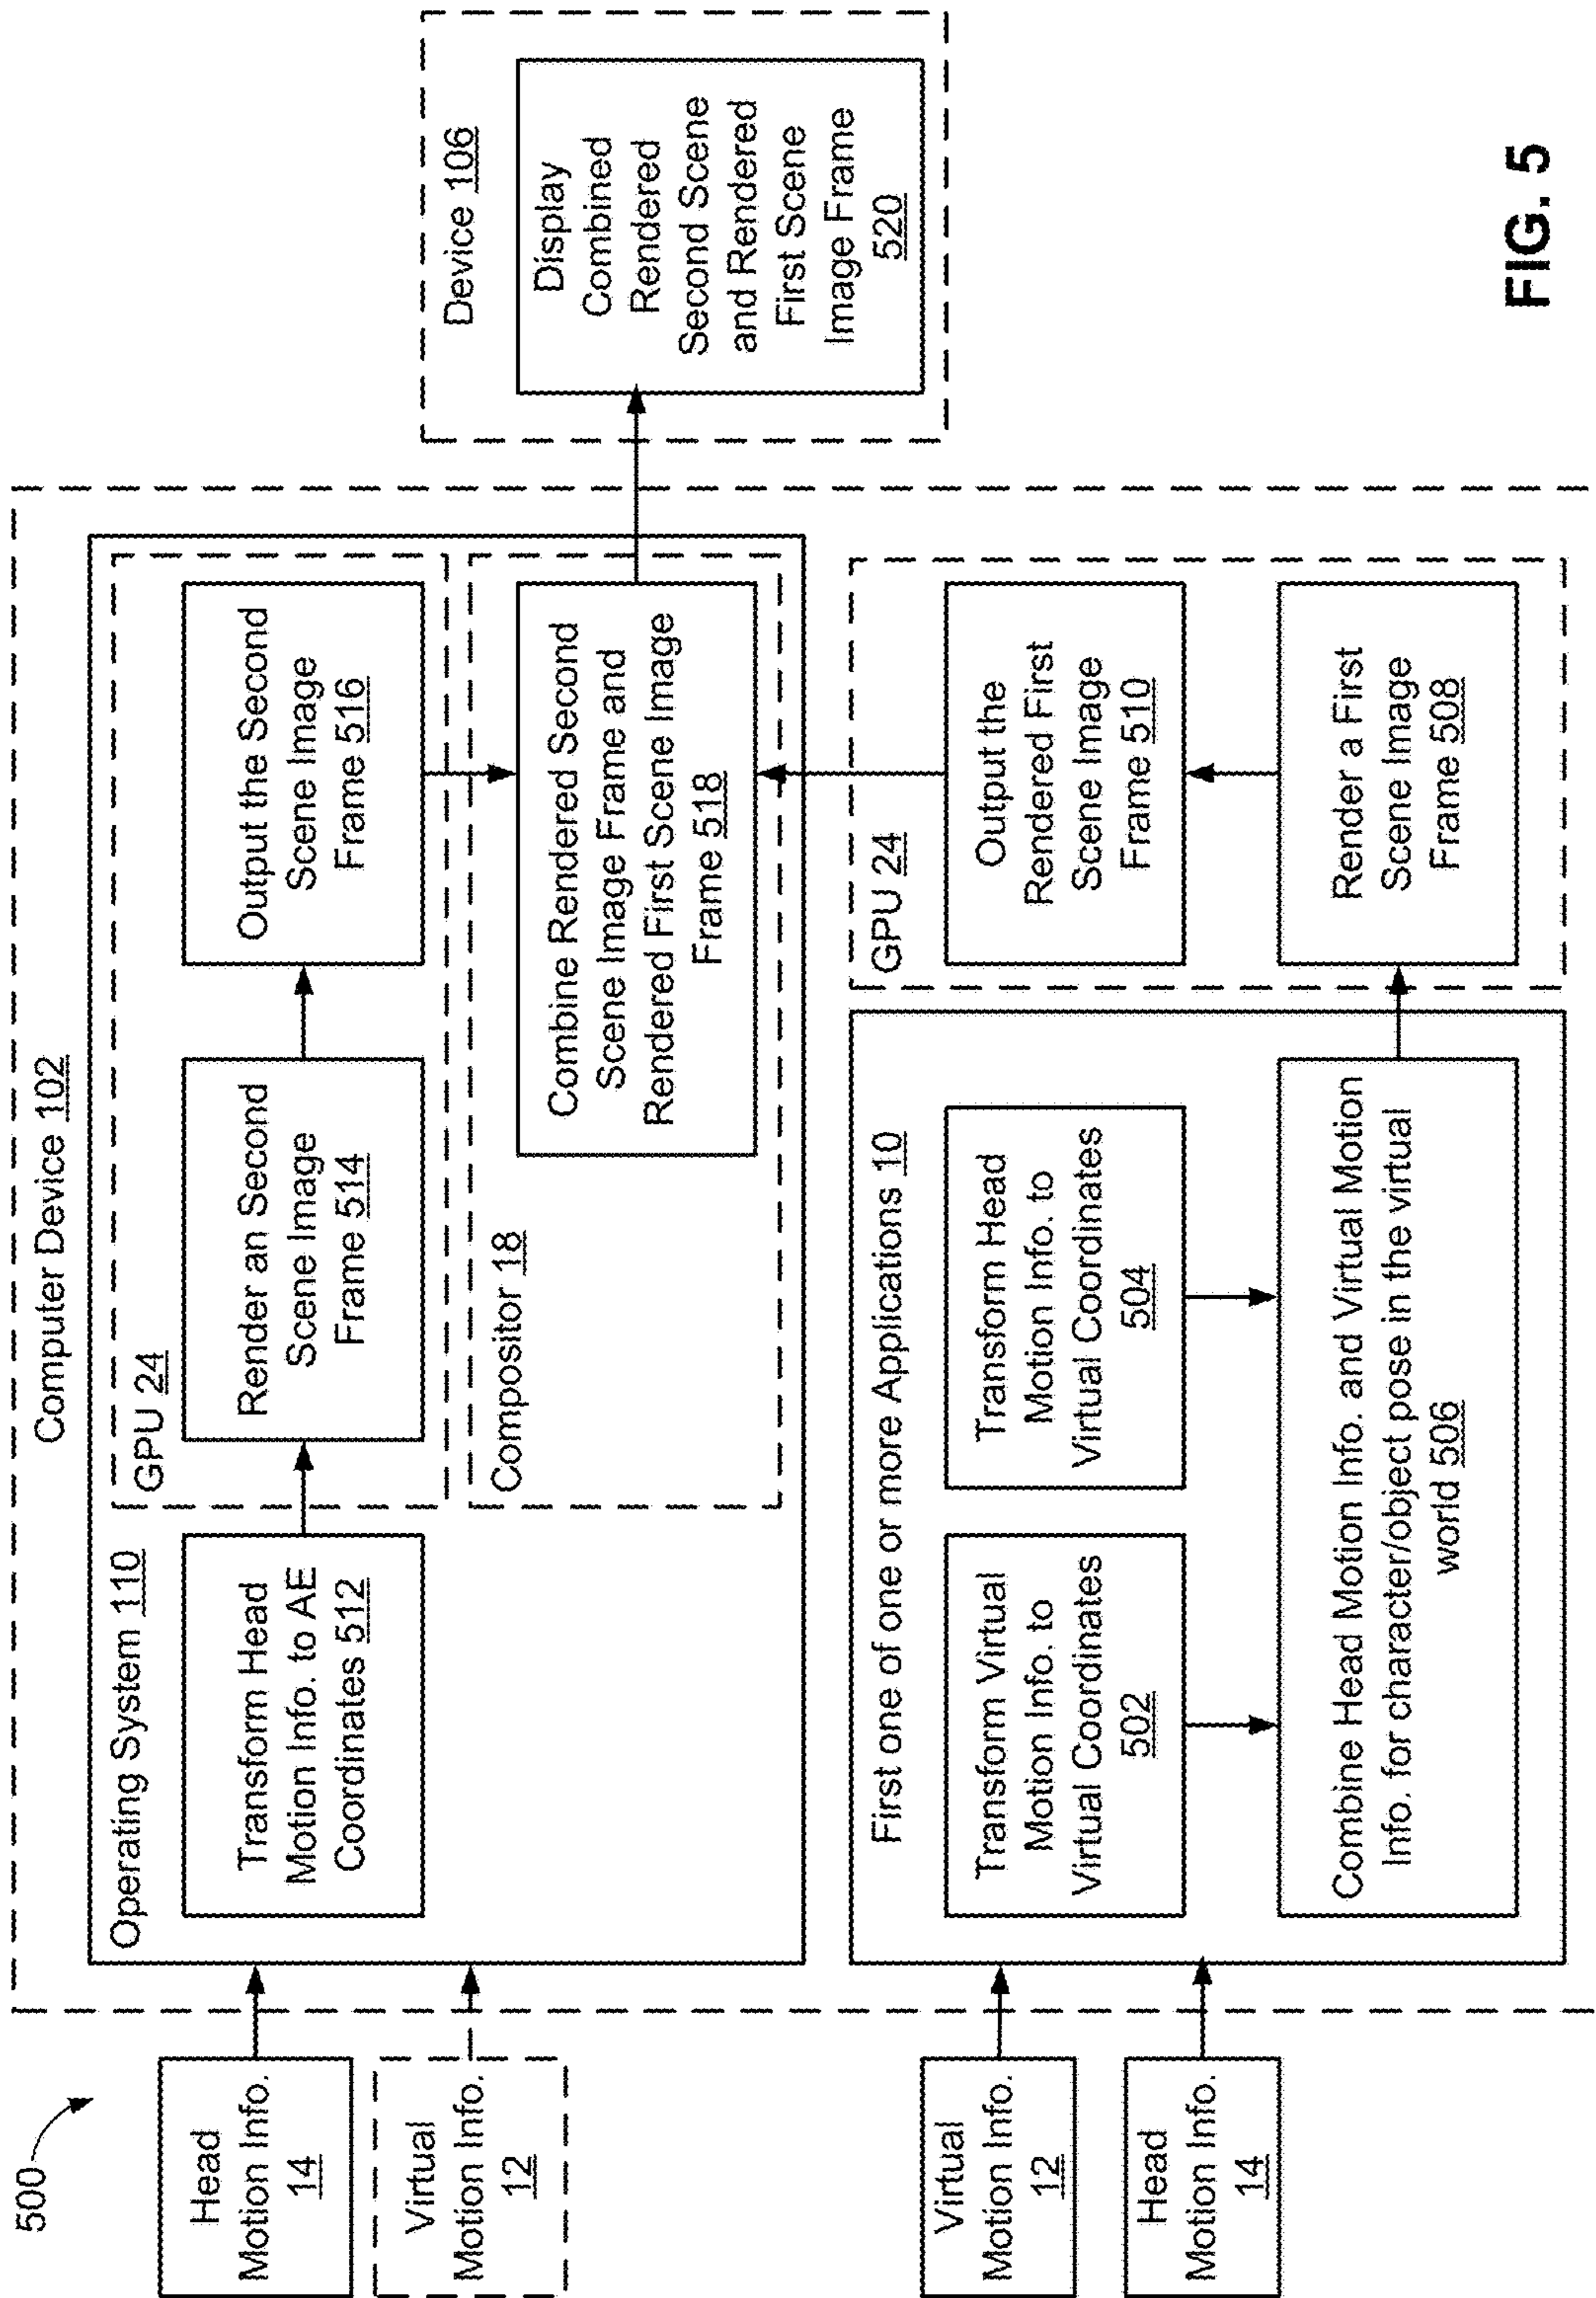 500
Head
Motion Info.
14
Virtual
Motion Info.
12
Virtual
Motion Info.
12
Head
Motion Info.
14
Computer Device 102
Operating System 110
Transform Head
Motion Info. to AE
Coordinates 512
GPU 24
Render an Second
Scene Image
Frame 514
Output the Second
Scene Image
Frame 516
Compositor 18
Combine Rendered Second
Scene Image Frame and
Rendered First Scene Image
Frame 518
First one of one or more Applications 10
Transform Virtual
Motion Info. to
Virtual Coordinates
502
Transform Head
Motion Info. to
Virtual Coordinates
504
Combine Head Motion Info. and Virtual Motion
Info. for character/object pose in the virtual
world 506
GPU 24
Output the
Rendered First
Scene Image
Frame 510
Render a First
Scene Image
Frame 508
Device 106
Display
Combined
Rendered
Second Scene
and Rendered
First Scene
Image Frame
520
FIG. 5